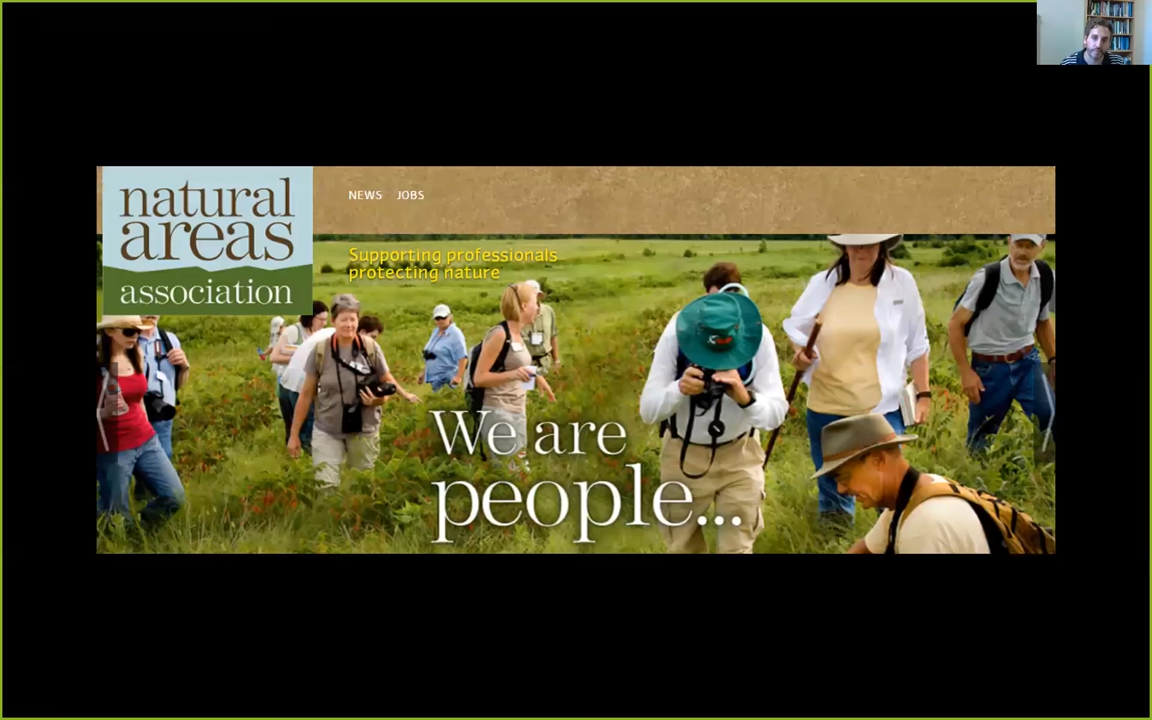 natural
areas
association
NEWS JOBS
Supporting professionals
protecting nature
We are
people...